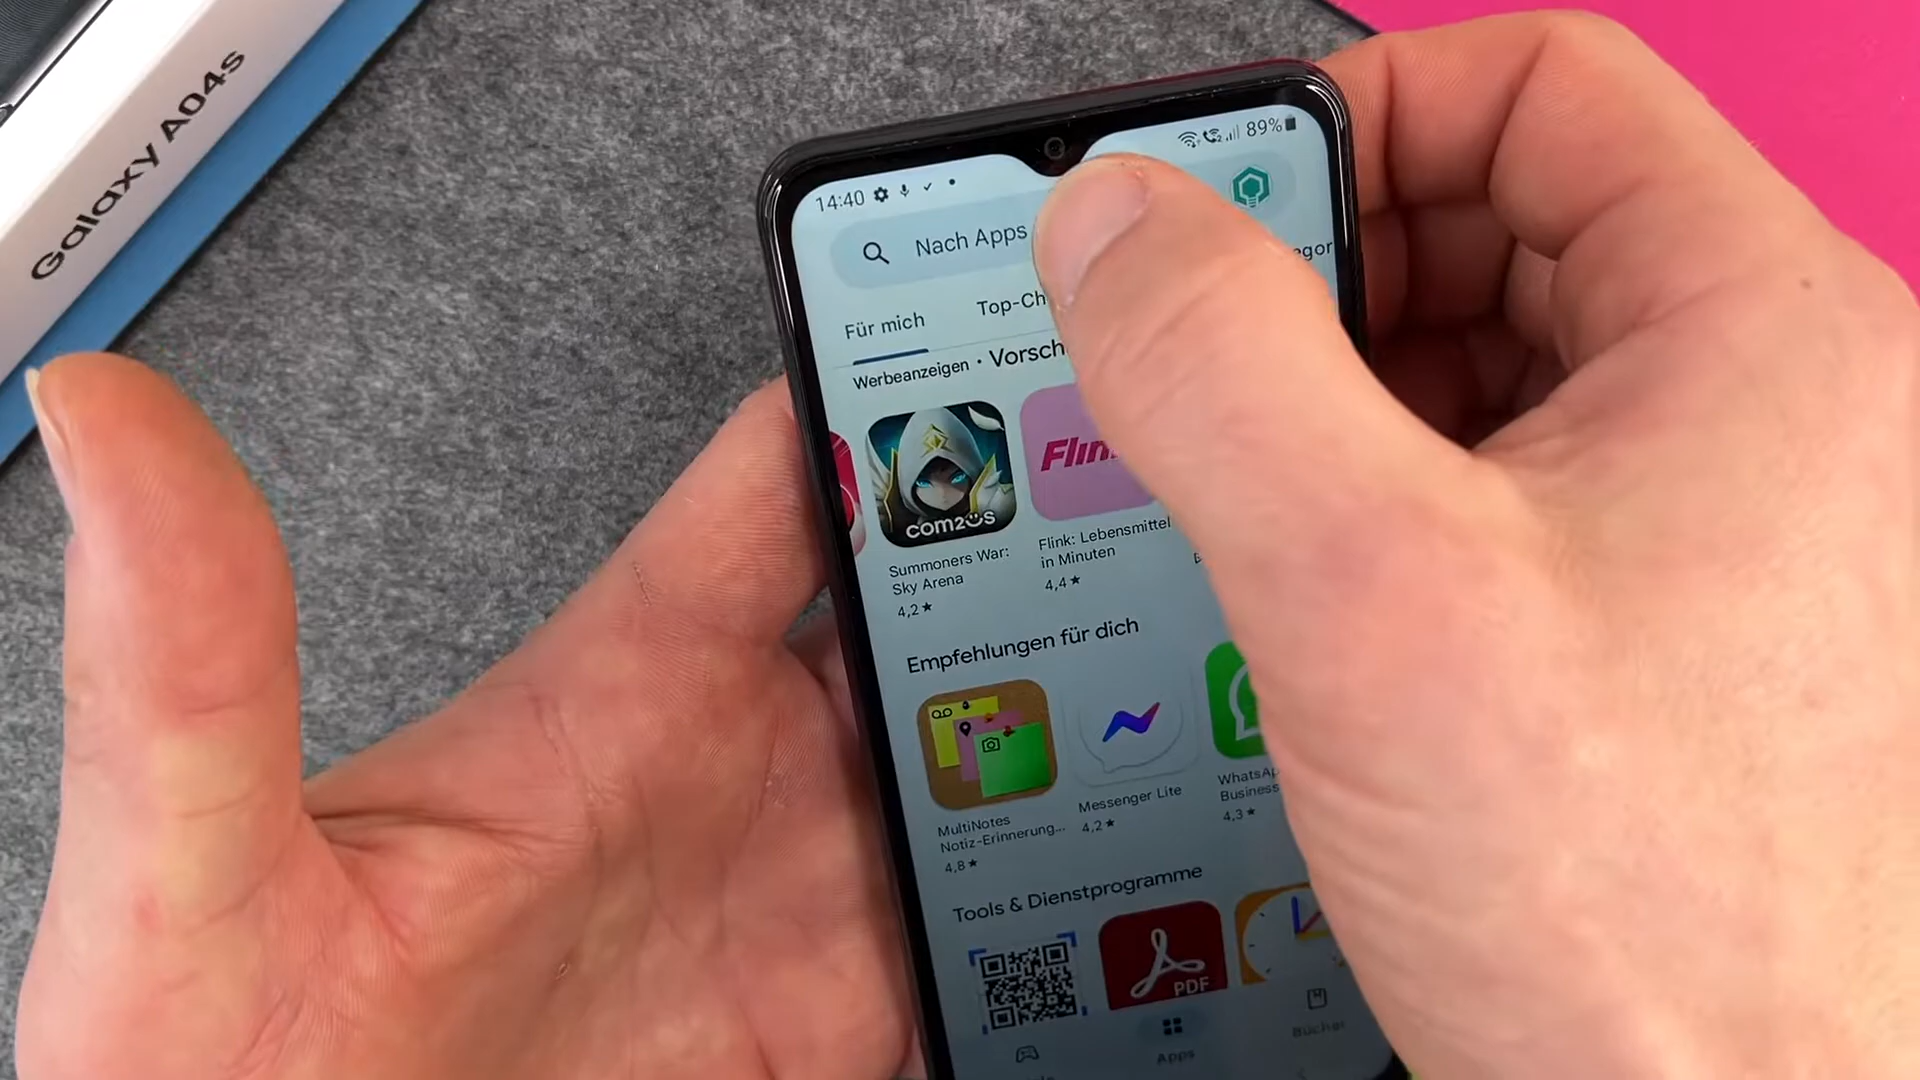 Galaxy A04s
14:40
89%
Nach Apps
Für mich
Top-Ch
egor
Werbeanzeigen · Vorsch
com2us
Flin
Summoners War:
Sky Arena
4,2★
Flink: Lebensmittel
in Minuten
4,4★
Empfehlungen für dich
MultiNotes
Notiz-Erinnerung...
4,8★
Messenger Lite
4,2★
WhatsAp
Business
4,3★
Tools & Dienstprogramme
PDF
Apps
Bücher